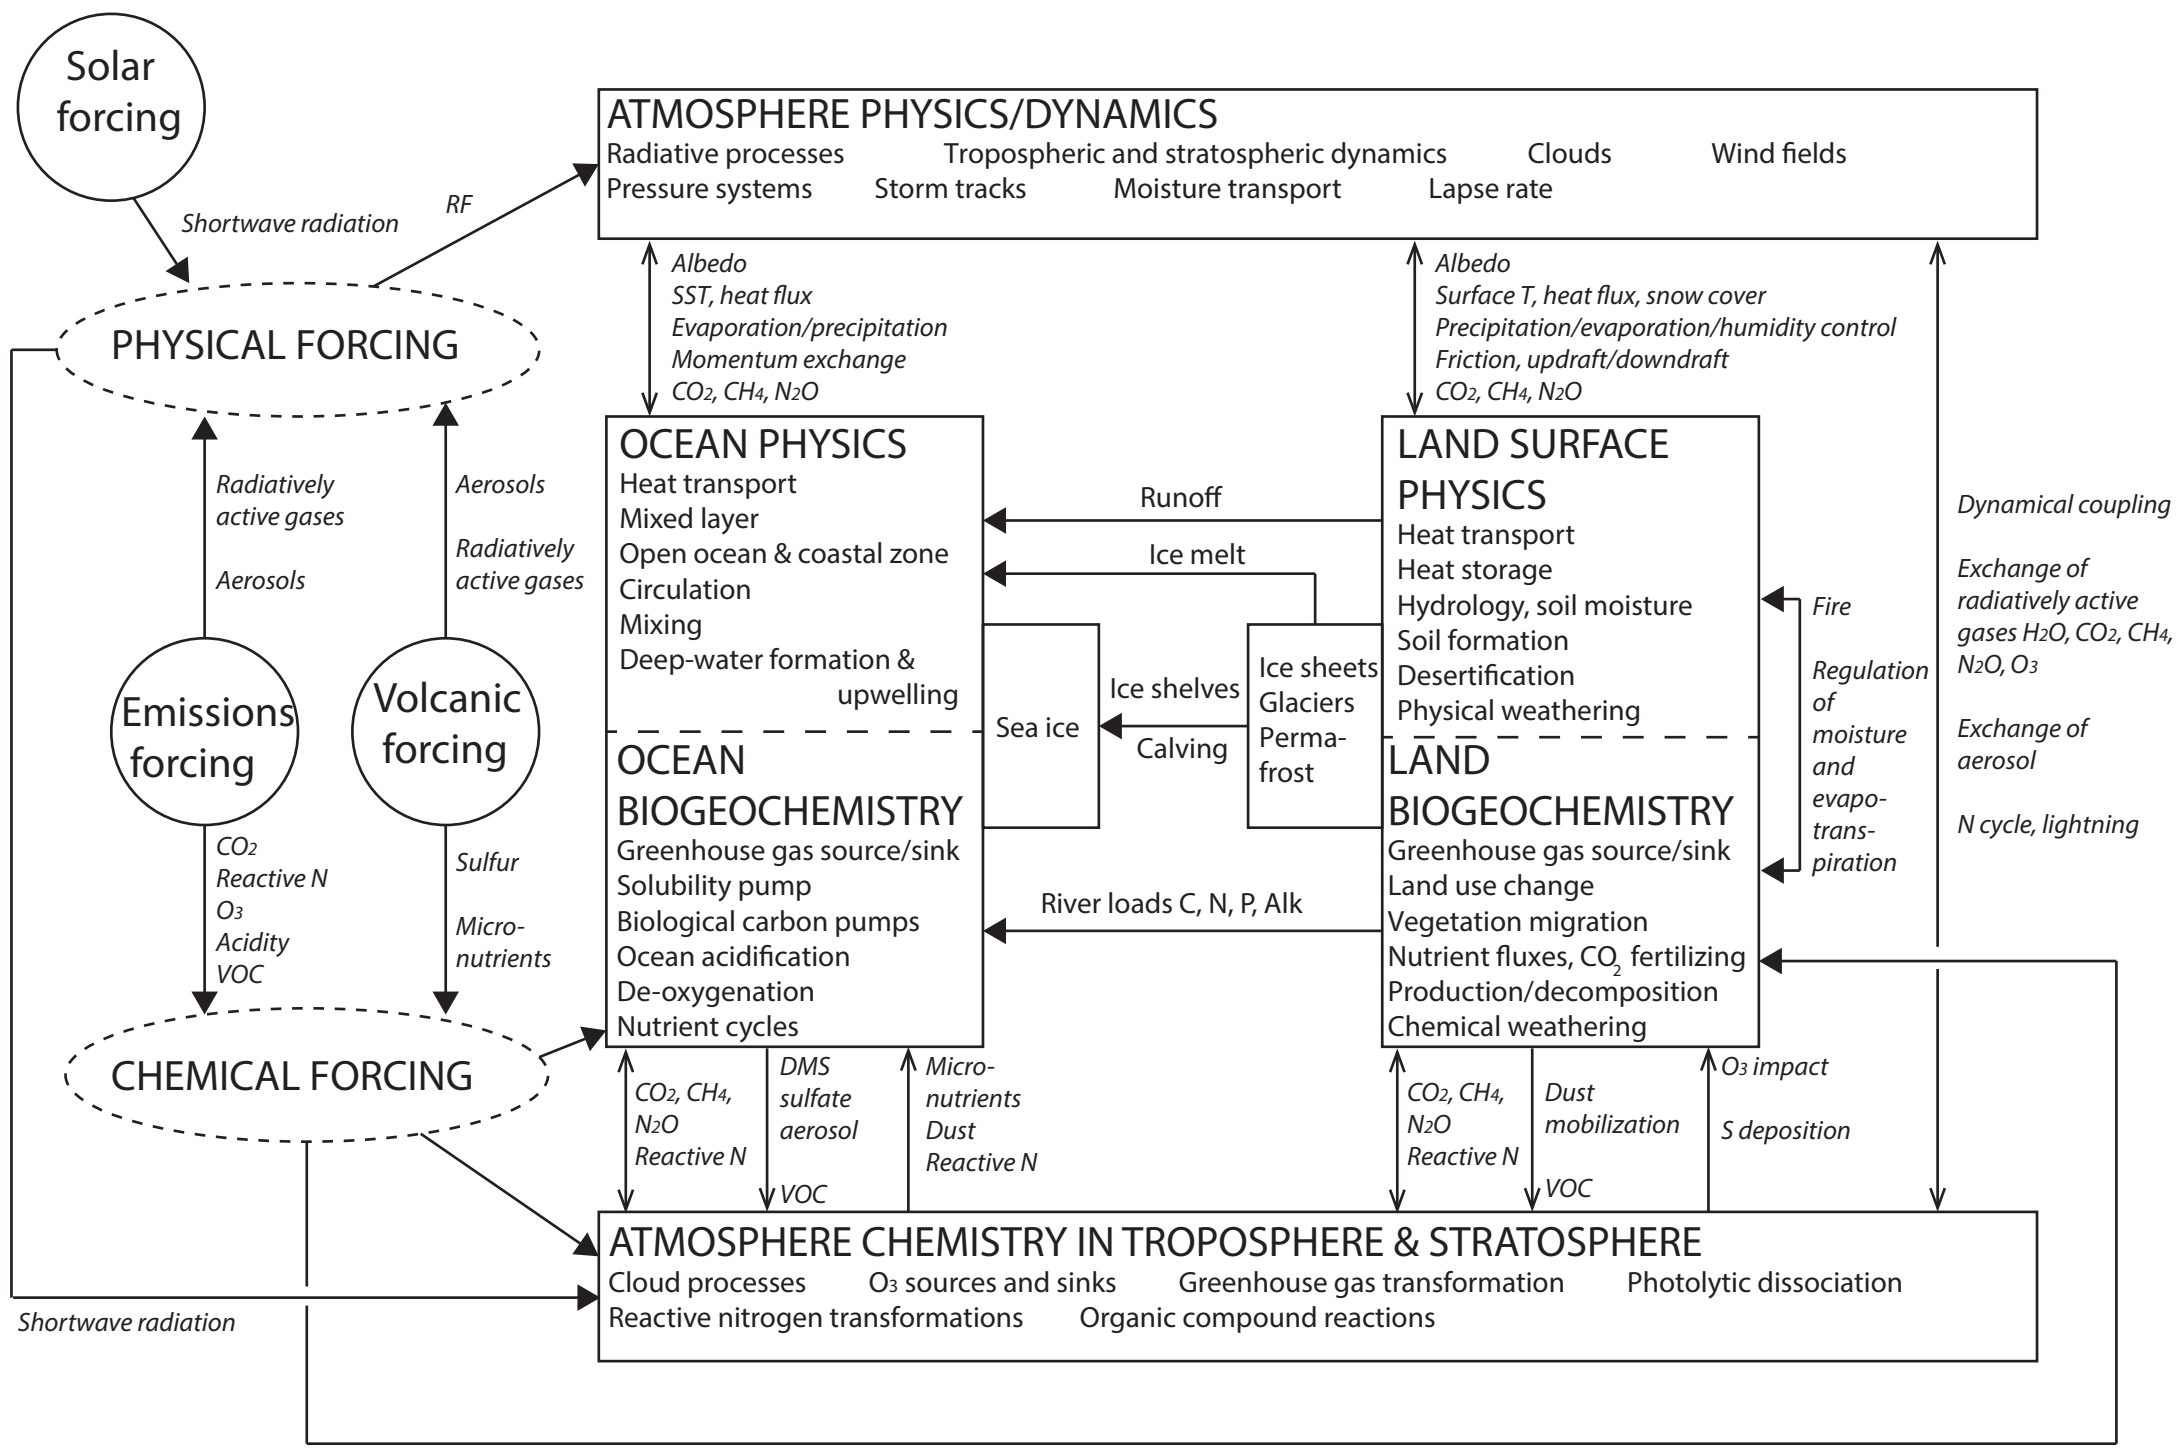 Solar
forcing
Shortwave radiation
RF
PHYSICAL FORCING
Radiatively
active gases
Aerosols
Aerosols
Radiatively
active gases
Emissions
forcing
Volcanic
forcing
CO2
Reactive N
O3
Acidity
VOC
Sulfur
Micro-
nutrients
CHEMICAL FORCING
Shortwave radiation
ATMOSPHERE PHYSICS/DYNAMICS
Radiative processes Tropospheric and stratospheric dynamics Clouds Wind fields
Pressure systems Storm tracks Moisture transport Lapse rate
Albedo
SST, heat flux
Evaporation/precipitation
Momentum exchange
CO2, CH4, N2O
Albedo
Surface T, heat flux, snow cover
Precipitation/evaporation/humidity control
Friction, updraft/downdraft
CO2, CH4, N2O
OCEAN PHYSICS
Heat transport
Mixed layer
Open ocean & coastal zone
Circulation
Mixing
Deep-water formation &
upwelling
OCEAN
BIOGEOCHEMISTRY
Greenhouse gas source/sink
Solubility pump
Biological carbon pumps
Ocean acidification
De-oxygenation
Nutrient cycles
Runoff
Ice melt
Sea ice
Ice shelves
Calving
Ice sheets
Glaciers
Perma-
frost
River loads C, N, P, Alk
LAND SURFACE
PHYSICS
Heat transport
Heat storage
Hydrology, soil moisture
Soil formation
Desertification
Physical weathering
LAND
BIOGEOCHEMISTRY
Greenhouse gas source/sink
Land use change
Vegetation migration
Nutrient fluxes, CO2 fertilizing
Production/decomposition
Chemical weathering
Fire
Regulation
of
moisture
and
evapo-
trans-
piration
Dynamical coupling
Exchange of
radiatively active
gases H2O, CO2, CH4,
N2O, O3
Exchange of
aerosol
N cycle, lightning
CO2, CH4,
N2O
Reactive N
DMS
sulfate
aerosol
VOC
Micro-
nutrients
Dust
Reactive N
CO2, CH4,
N2O
Reactive N
Dust
mobilization
VOC
O3 impact
S deposition
ATMOSPHERE CHEMISTRY IN TROPOSPHERE & STRATOSPHERE
Cloud processes O3 sources and sinks Greenhouse gas transformation Photolytic dissociation
Reactive nitrogen transformations Organic compound reactions